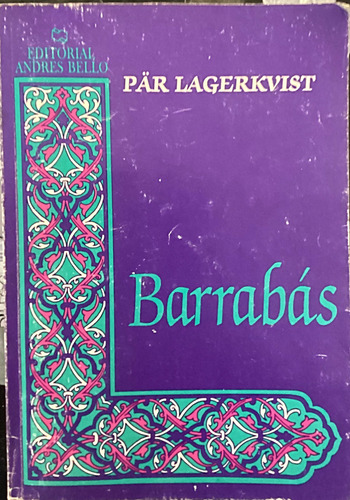 EDITORIAL
ANDRES BELLO
PÄR LAGERKVIST
Barrabás